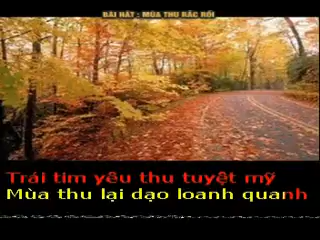 BÀI HÁT : MÙA THU RẮC RỐI
Trái tim yêu thu tuyệt mỹ
Mùa thu lại dạo loanh quanh